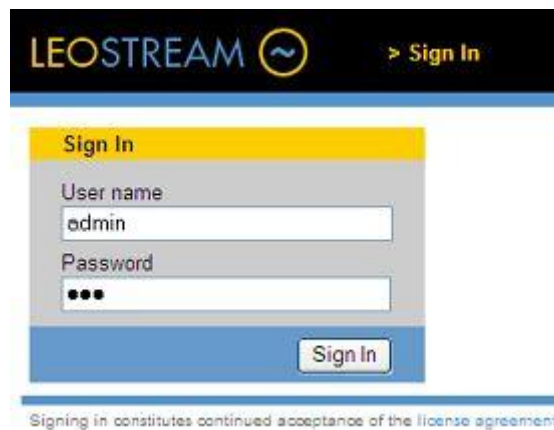 LEOSTREAM > Sign In
Sign In
User name
admin
Password
●●●
Sign In
Signing in constitutes continued acceptance of the license agreement